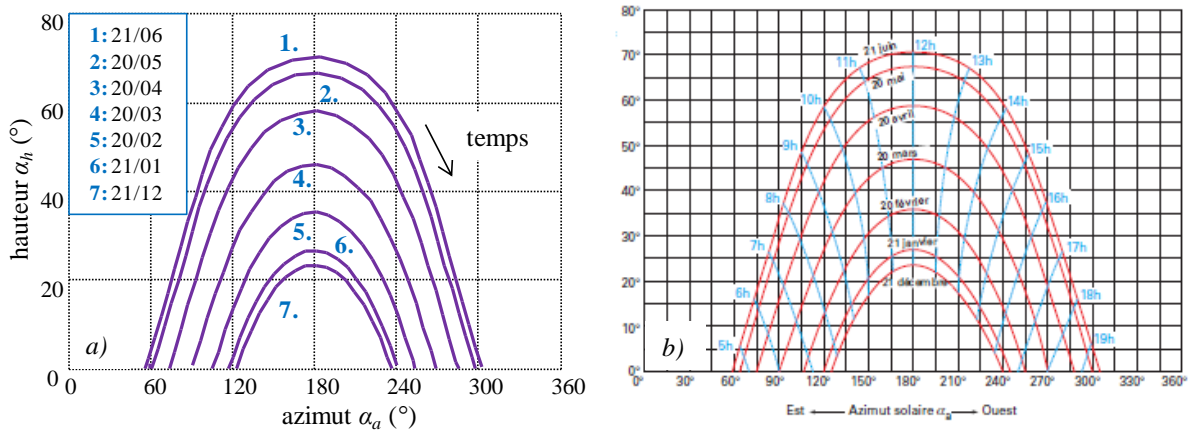 80
60
40
20
0
hauteur αh (°)
1: 21/06
2: 20/05
3: 20/04
4: 20/03
5: 20/02
6: 21/01
7: 21/12
1.
2.
3.
4.
5.
6.
7.
temps
a)
0 60 120 180 240 300 360
azimut αa (°)
80°
70°
60°
50°
40°
30°
20°
10°
0°
21 juin
20 mai
20 avril
20 mars
20 février
21 janvier
21 décembre
5h
6h
7h
8h
9h
10h
11h
12h
13h
14h
15h
16h
17h
18h
19h
b)
0° 30° 60° 90° 120° 150° 180° 210° 240° 270° 300° 330° 360°
Est ← Azimut solaire αa → Ouest